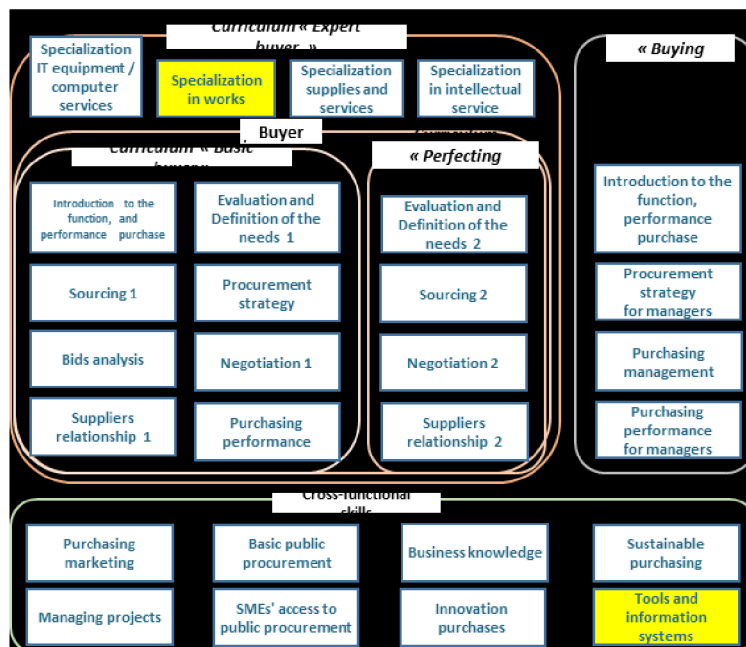 Curriculum « Expert
buyer »
« Buying
Specialization
IT equipment /
computer
services
Specialization
in works
Specialization
supplies and
services
Specialization
in intellectual
service
Buyer
Curriculum « Basic
buyer»
« Perfecting
Introduction to the
function, and
performance purchase
Evaluation and
Definition of the
needs 1
Evaluation and
Definition of the
needs 2
Introduction to the
function,
performance
purchase
Sourcing 1
Procurement
strategy
Sourcing 2
Procurement
strategy
for managers
Bids analysis
Negotiation 1
Negotiation 2
Purchasing
management
Suppliers
relationship 1
Purchasing
performance
Suppliers
relationship 2
Purchasing
performance
for managers
Cross-functional
skills
Purchasing
marketing
Basic public
procurement
Business knowledge
Sustainable
purchasing
Managing projects
SMEs' access to
public procurement
Innovation
purchases
Tools and
information
systems